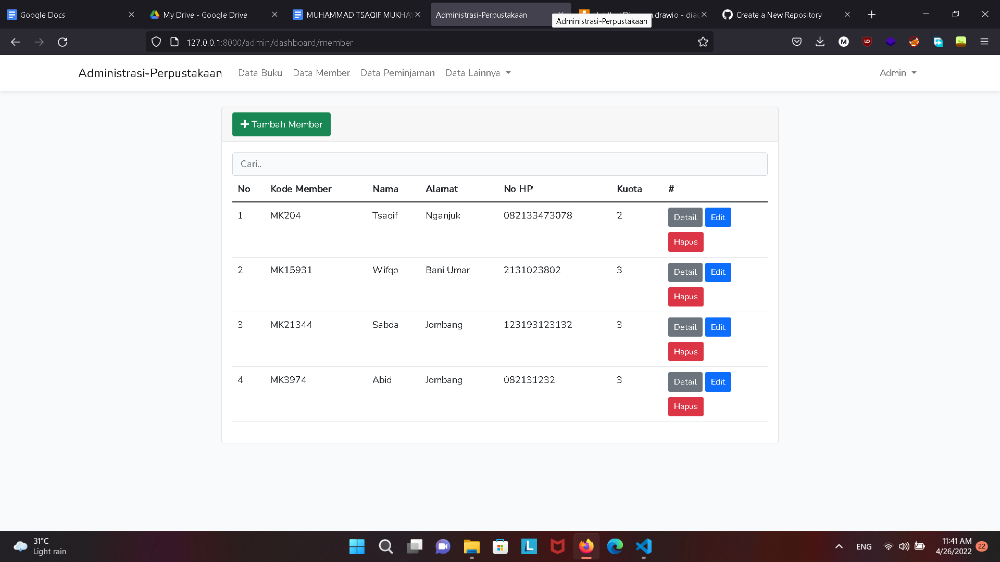 Google Docs
My Drive - Google Drive
MUHAMMAD TSAQIF MUKHAY
Administrasi-Perpustakaan
.drawio - diag
Create a New Repository
Administrasi-Perpustakaan
127.0.0.1:8000/admin/dashboard/member
Administrasi-Perpustakaan Data Buku Data Member Data Peminjaman Data Lainnya Admin
Tambah Member
Cari..
No Kode Member Nama Alamat No HP Kuota #
1 MK204 Tsaqif Nganjuk 082133473078 2 Detail Edit
Hapus
2 MK15931 Wifqo Bani Umar 2131023802 3 Detail Edit
Hapus
3 MK21344 Sabda Jombang 123193123132 3 Detail Edit
Hapus
4 MK3974 Abid Jombang 082131232 3 Detail Edit
Hapus
31°C
Light rain
ENG
11:41 AM
4/26/2022
22